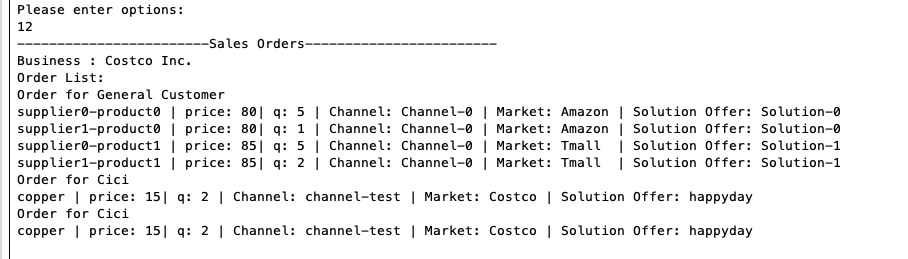 Please enter options:
12
------------------------Sales Orders------------------------
Business : Costco Inc.
Order List:
Order for General Customer
supplier0-product0 | price: 80| q: 5 | Channel: Channel-0 | Market: Amazon | Solution Offer: Solution-0
supplier1-product0 | price: 80| q: 1 | Channel: Channel-0 | Market: Amazon | Solution Offer: Solution-0
supplier0-product1 | price: 85| q: 5 | Channel: Channel-0 | Market: Tmall  | Solution Offer: Solution-1
supplier1-product1 | price: 85| q: 2 | Channel: Channel-0 | Market: Tmall  | Solution Offer: Solution-1
Order for Cici
copper | price: 15| q: 2 | Channel: channel-test | Market: Costco | Solution Offer: happyday
Order for Cici
copper | price: 15| q: 2 | Channel: channel-test | Market: Costco | Solution Offer: happyday